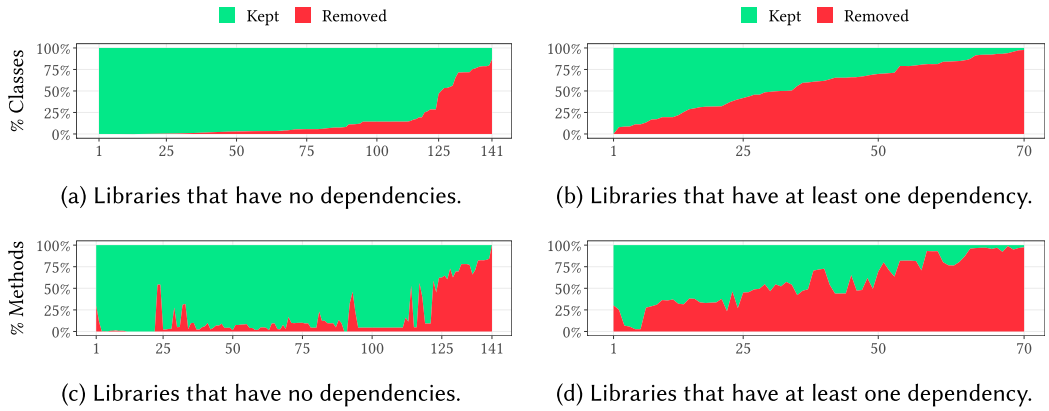 Kept Removed
Kept Removed
% Classes
100%
75%
50%
25%
0%
1 25 50 75 100 125 141
100%
75%
50%
25%
0%
1 25 50 70
(a) Libraries that have no dependencies.
(b) Libraries that have at least one dependency.
% Methods
100%
75%
50%
25%
0%
1 25 50 75 100 125 141
100%
75%
50%
25%
0%
1 25 50 70
(c) Libraries that have no dependencies.
(d) Libraries that have at least one dependency.